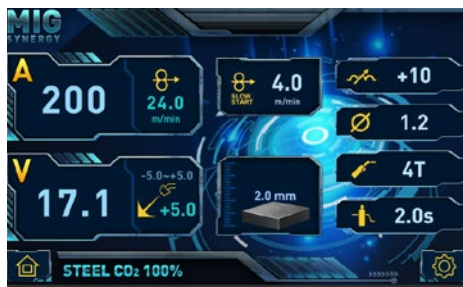 MIG
SYNERGY
A
200
24.0
m/min
SLOW
START
4.0
m/min
+10
1.2
V
17.1
-5.0~+5.0
+5.0
2.0 mm
4T
2.0s
STEEL CO₂ 100%